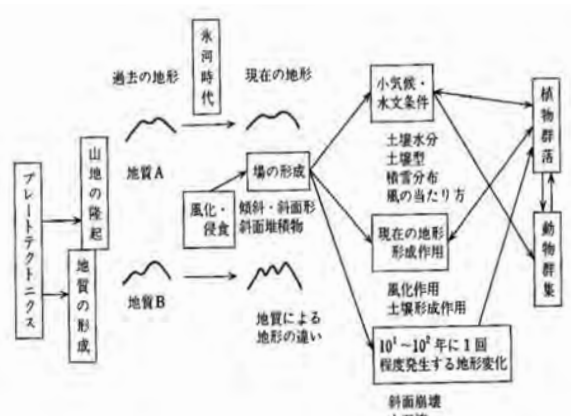 プレートテクトニクス
山地の隆起
地質の形成
過去の地形
氷河時代
現在の地形
地質A
地質B
風化・
侵食
場の形成
傾斜・斜面形
斜面堆積物
地質による
地形の違い
小気候・
水文条件
土壌水分
土壌型
積雪分布
風の当たり方
現在の地形
形成作用
風化作用
土壌形成作用
10¹～10²年に1回
程度発生する地形変化
斜面崩壊
植物群落
動物群集